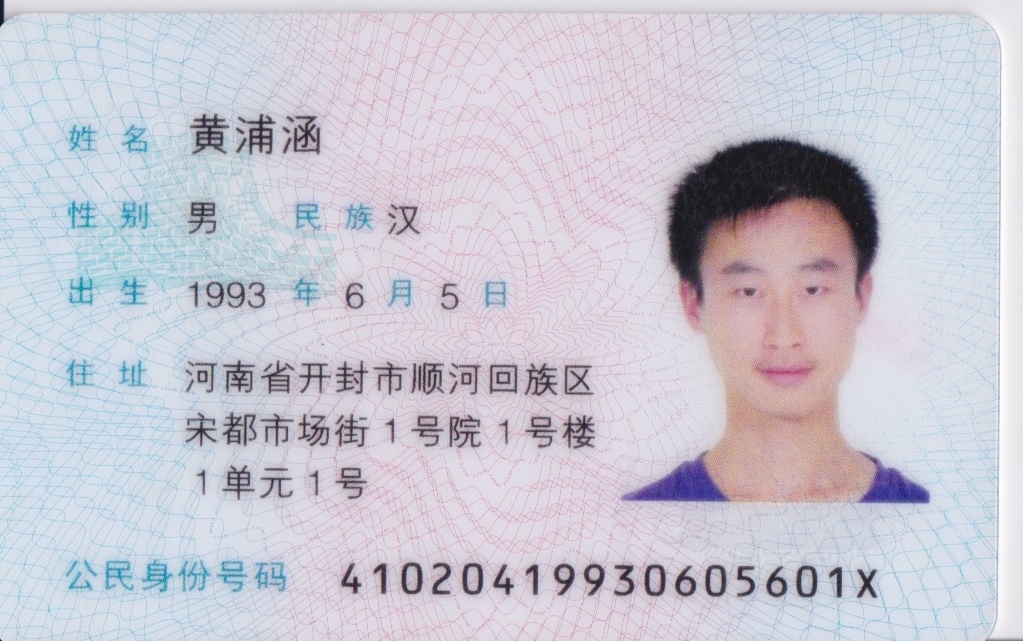 姓名 黄浦涵
性别 男 民族 汉
出生 1993 年 6 月 5 日
住址 河南省开封市顺河回族区
宋都市场街1号院1号楼
1单元1号
公民身份号码 41020419930605601X